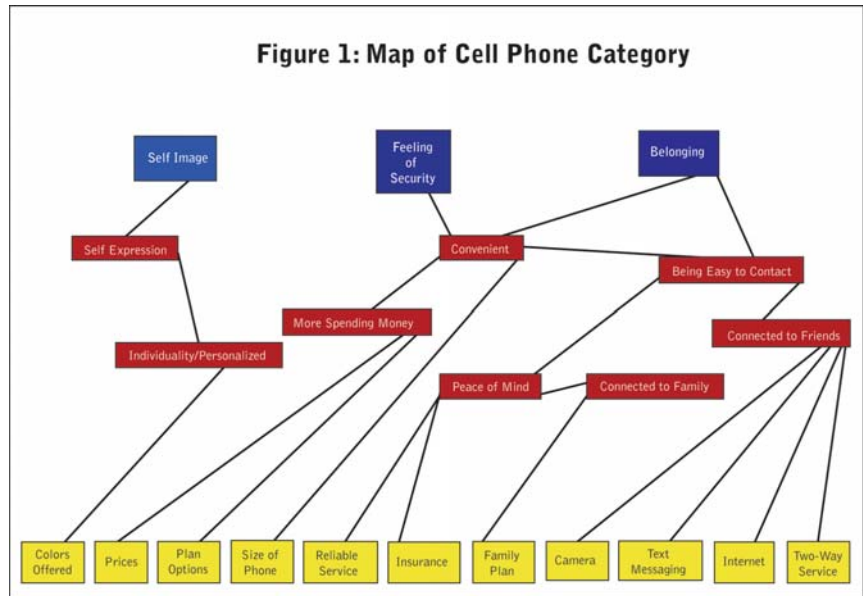 Figure 1: Map of Cell Phone Category
Self Image
Feeling
of
Security
Belonging
Self Expression
Convenient
Being Easy to Contact
More Spending Money
Connected to Friends
Individuality/Personalized
Peace of Mind
Connected to Family
Colors
Offered
Prices
Plan
Options
Size of
Phone
Reliable
Service
Insurance
Family
Plan
Camera
Text
Messaging
Internet
Two-Way
Service